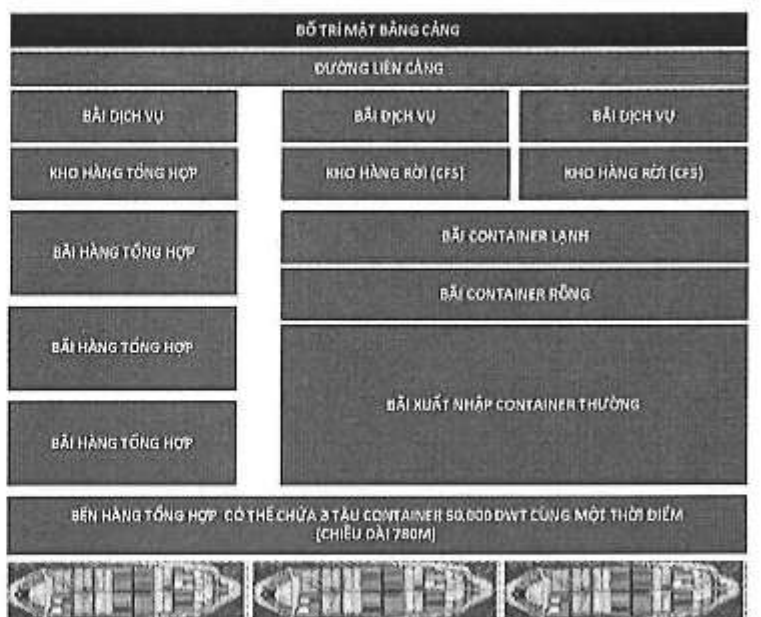 BỐ TRÍ MẶT BẰNG CẢNG
ĐƯỜNG LIÊN CẢNG
BÃI DỊCH VỤ
BÃI DỊCH VỤ
BÃI DỊCH VỤ
KHO HÀNG TỔNG HỢP
KHO HÀNG RỜI (CFS)
KHO HÀNG RỜI (CFS)
BÃI HÀNG TỔNG HỢP
BÃI CONTAINER LẠNH
BÃI CONTAINER RỖNG
BÃI HÀNG TỔNG HỢP
BÃI XUẤT NHẬP CONTAINER THƯỜNG
BÃI HÀNG TỔNG HỢP
BẾN HÀNG TỔNG HỢP CÓ THỂ CHỨA 3 TÀU CONTAINER 50.000 DWT CÙNG MỘT THỜI ĐIỂM
(CHIỀU DÀI 780M)